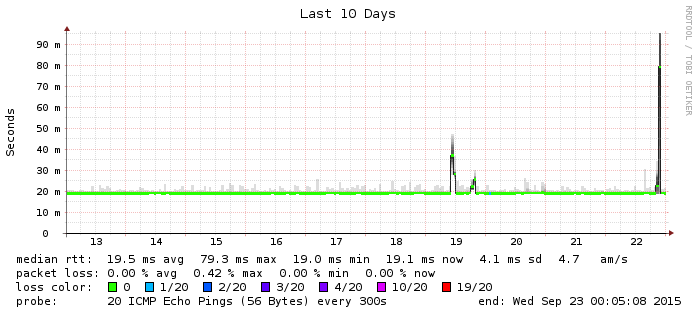 Last 10 Days
RRDTOOL / TOBI OETIKER
Seconds
90 m
80 m
70 m
60 m
50 m
40 m
30 m
20 m
10 m
0
13 14 15 16 17 18 19 20 21 22
median rtt: 19.5 ms avg 79.3 ms max 19.0 ms min 19.1 ms now 4.1 ms sd 4.7 am/s
packet loss: 0.00 % avg 0.42 % max 0.00 % min 0.00 % now
loss color: 0 1/20 2/20 3/20 4/20 10/20 19/20
probe: 20 ICMP Echo Pings (56 Bytes) every 300s end: Wed Sep 23 00:05:08 2015